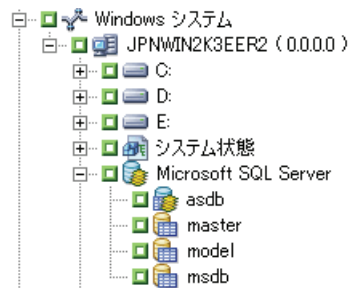 Windows システム
JPNWIN2K3EER2 ( 0.0.0.0 )
C:
D:
E:
システム状態
Microsoft SQL Server
asdb
master
model
msdb